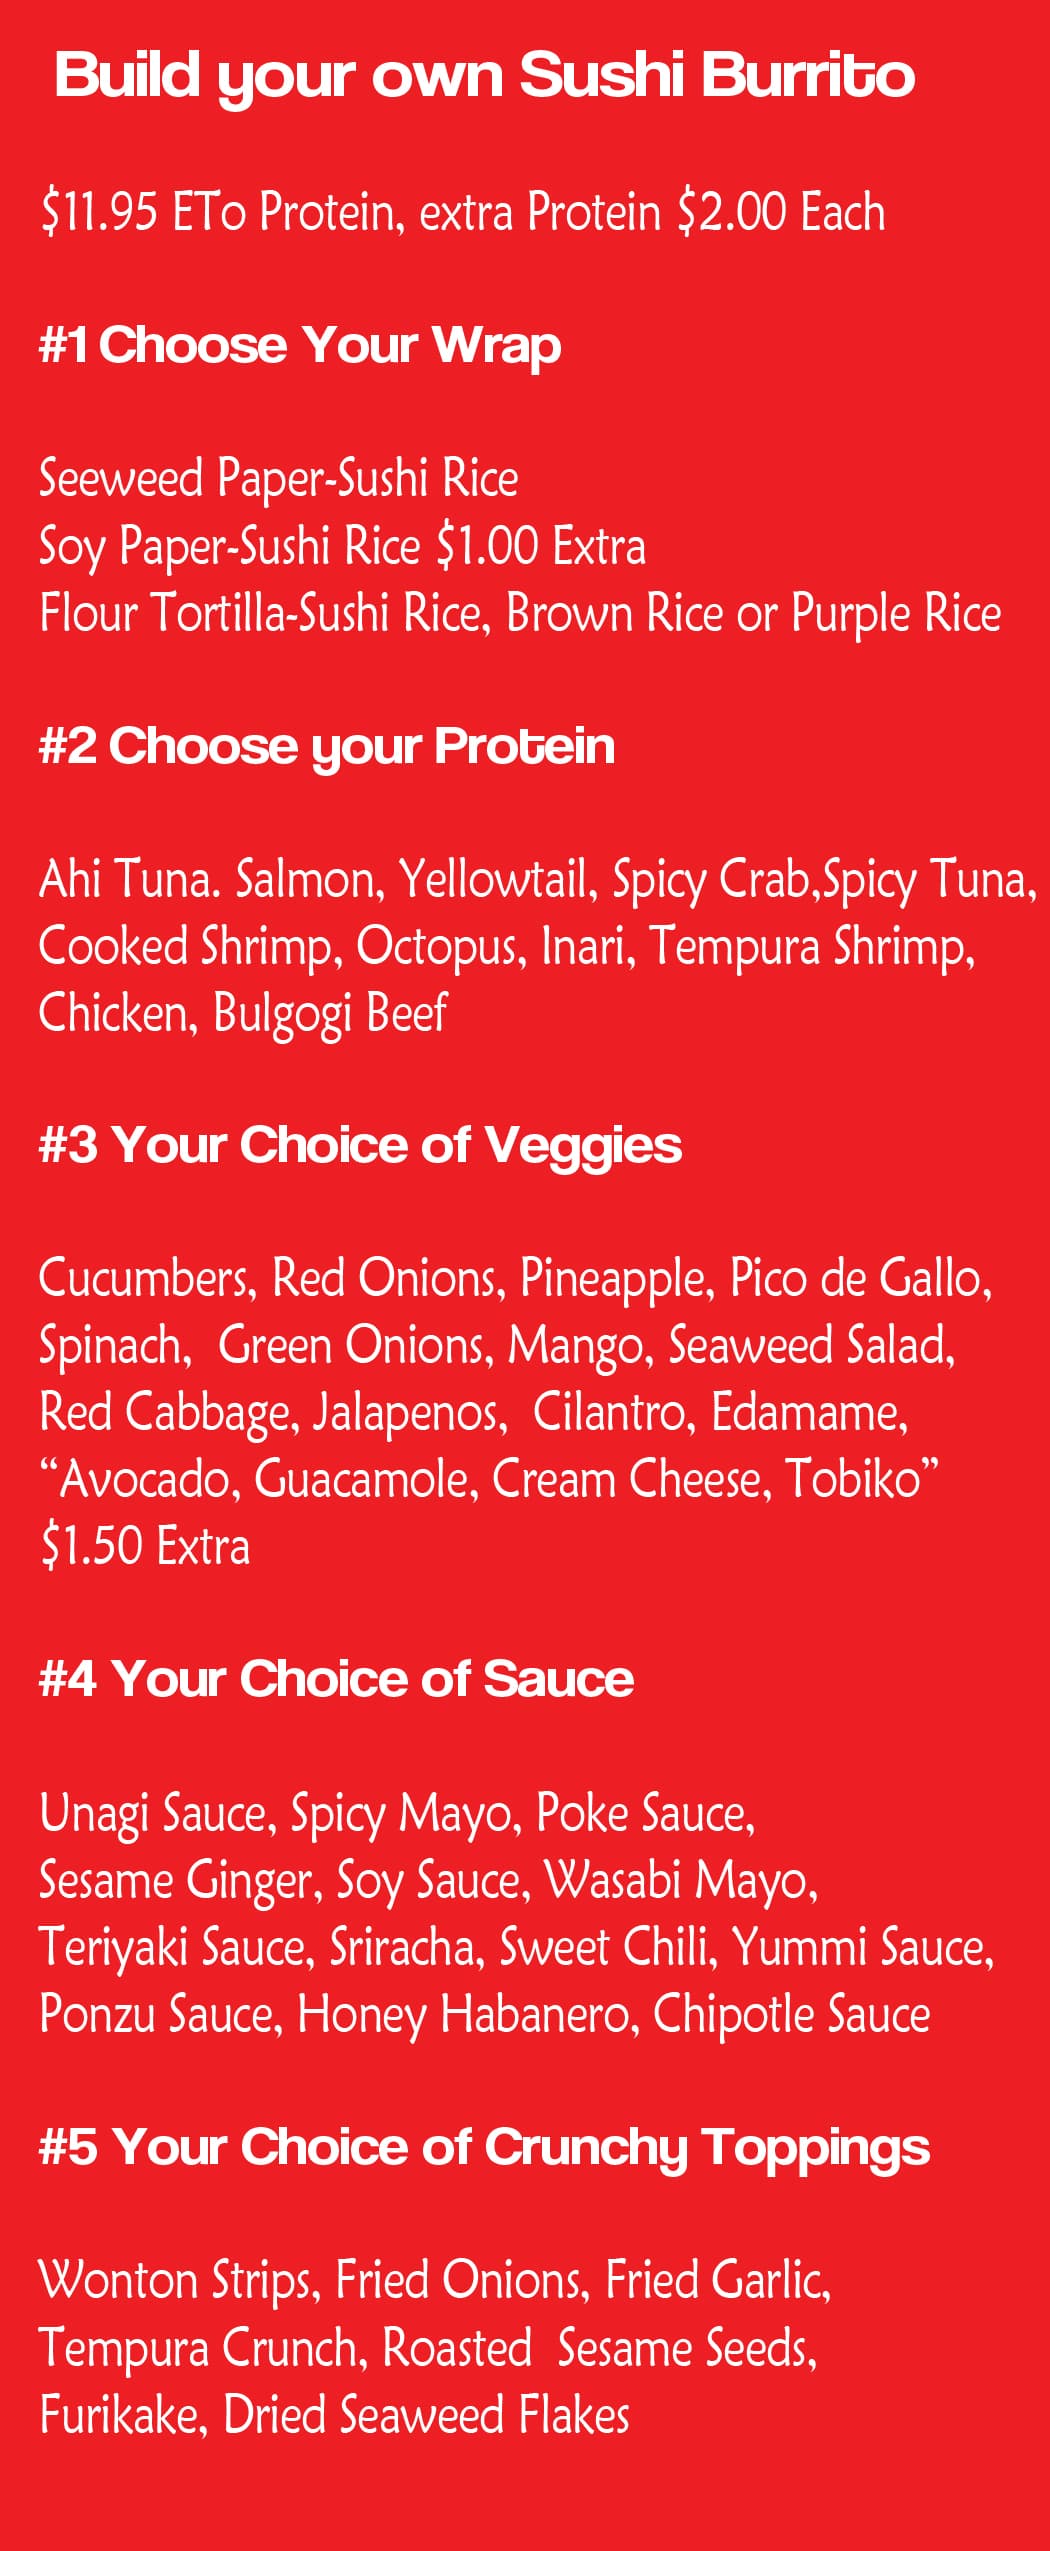 Build your own Sushi Burrito
$11.95 ETo Protein, extra Protein $2.00 Each
#1 Choose Your Wrap
Seeweed Paper-Sushi Rice
Soy Paper-Sushi Rice $1.00 Extra
Flour Tortilla-Sushi Rice, Brown Rice or Purple Rice
#2 Choose your Protein
Ahi Tuna. Salmon, Yellowtail, Spicy Crab,Spicy Tuna,
Cooked Shrimp, Octopus, Inari, Tempura Shrimp,
Chicken, Bulgogi Beef
#3 Your Choice of Veggies
Cucumbers, Red Onions, Pineapple, Pico de Gallo,
Spinach,  Green Onions, Mango, Seaweed Salad,
Red Cabbage, Jalapenos,  Cilantro, Edamame,
“Avocado, Guacamole, Cream Cheese, Tobiko”
$1.50 Extra
#4 Your Choice of Sauce
Unagi Sauce, Spicy Mayo, Poke Sauce,
Sesame Ginger, Soy Sauce, Wasabi Mayo,
Teriyaki Sauce, Sriracha, Sweet Chili, Yummi Sauce,
Ponzu Sauce, Honey Habanero, Chipotle Sauce
#5 Your Choice of Crunchy Toppings
Wonton Strips, Fried Onions, Fried Garlic,
Tempura Crunch, Roasted  Sesame Seeds,
Furikake, Dried Seaweed Flakes